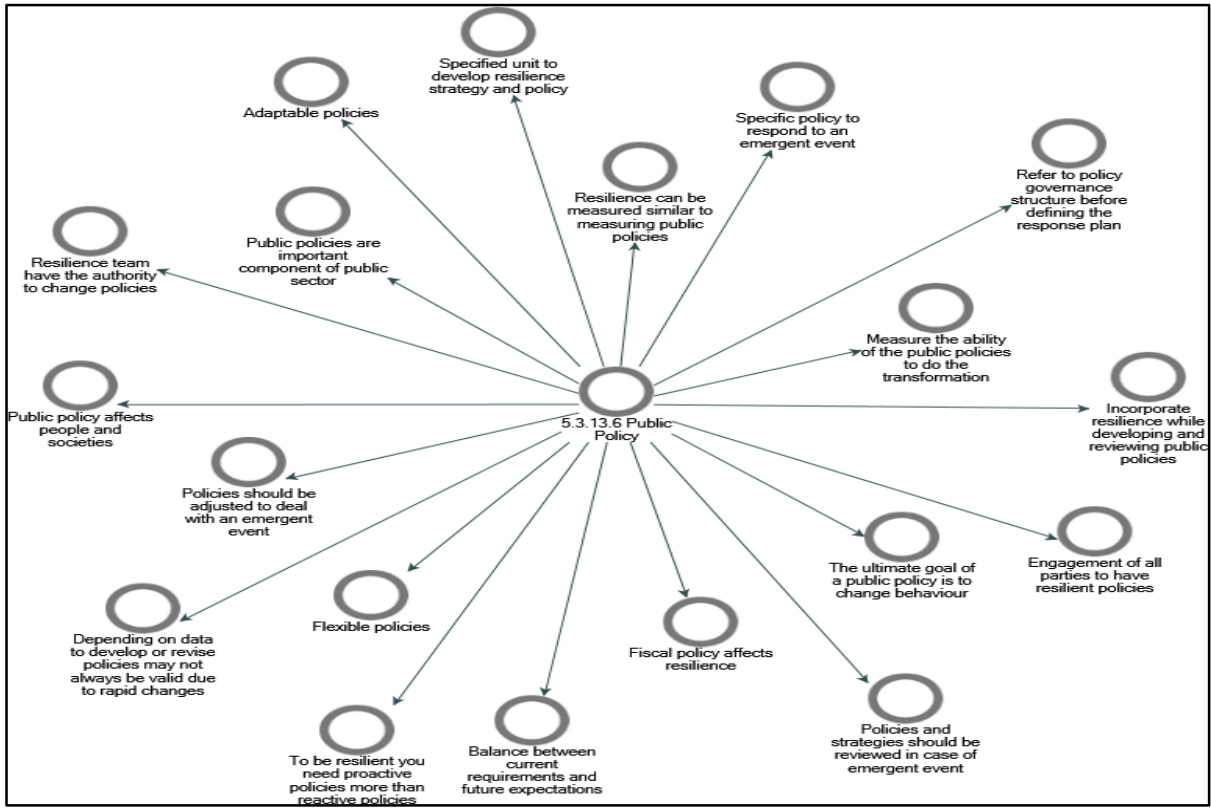 Specified unit to
develop resilience
strategy and policy
Adaptable policies
Specific policy to
respond to an
emergent event
Refer to policy
governance
structure before
defining the
response plan
Resilience can be
measured similar to
measuring public
policies
Public policies are
important
component of public
sector
Resilience team
have the authority
to change policies
Measure the ability
of the public policies
to do the
transformation
Public policy affects
people and
societies
5.3.13.6 Public
Policy
Incorporate
resilience while
developing and
reviewing public
policies
Policies should be
adjusted to deal
with an emergent
event
The ultimate goal of
a public policy is to
change behaviour
Engagement of all
parties to have
resilient policies
Depending on data
to develop or revise
policies may not
always be valid due
to rapid changes
Flexible policies
Fiscal policy affects
resilience
To be resilient you
need proactive
policies more than
reactive policies
Balance between
current
requirements and
future expectations
Policies and
strategies should be
reviewed in case of
emergent event